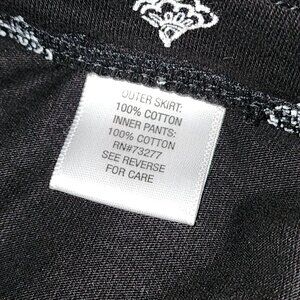 OUTER SKIRT:
100% COTTON
INNER PANTS:
100% COTTON
RN#73277
SEE REVERSE
FOR CARE